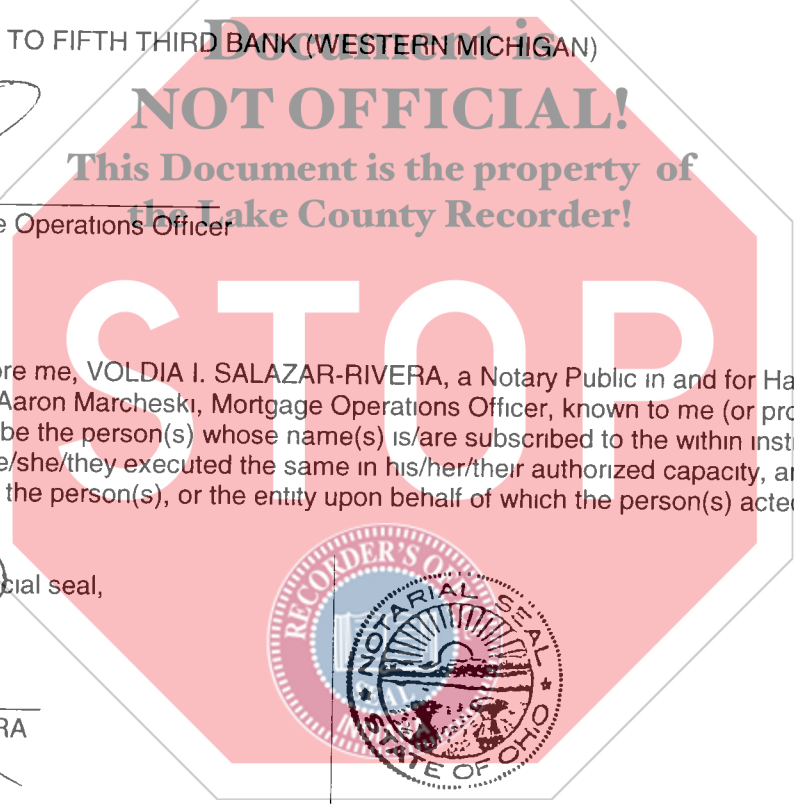 Document is
TO FIFTH THIRD BANK (WESTERN MICHIGAN)
NOT OFFICIAL!
This Document is the property of
the Lake County Recorder!
e Operations Officer
STOP
ore me, VOLDIA I. SALAZAR-RIVERA, a Notary Public in and for Ha
Aaron Marcheski, Mortgage Operations Officer, known to me (or pro
be the person(s) whose name(s) is/are subscribed to the within instr
e/she/they executed the same in his/her/their authorized capacity, an
the person(s), or the entity upon behalf of which the person(s) acted
cial seal,
RECORDER'S
SEAL
NOTARIAL SEAL
STATE OF OHIO
RA